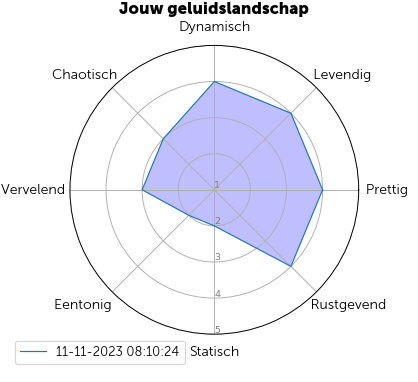 Jouw geluidslandschap
Dynamisch
Chaotisch
Levendig
Vervelend
1
Prettig
2
3
Eentonig
4
Rustgevend
5
11-11-2023 08:10:24
Statisch